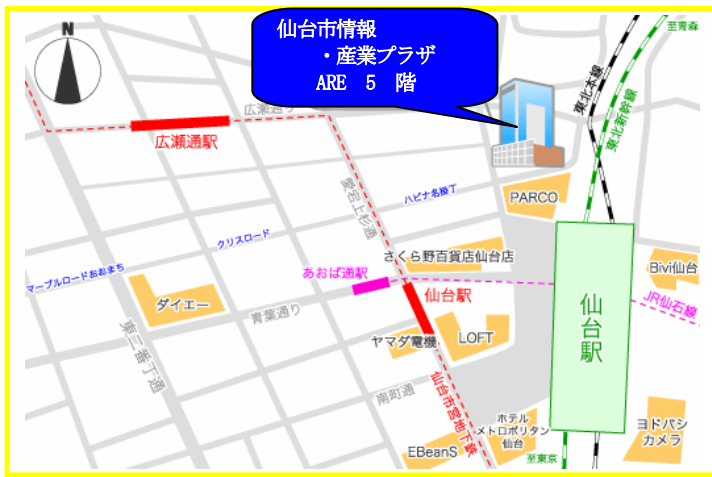 仙台市情報
・産業プラザ
ARE 5 階
N
至青森
東北本線
東北新幹線
広瀬通り
広瀬通駅
愛宕上杉通
ハピナ名掛丁
PARCO
クリスロード
さくら野百貨店仙台店
マーブルロードおおまち
あおば通駅
仙台駅
Bivi仙台
JR仙石線
ダイエー
青葉通り
仙台駅
ヤマダ電機
LOFT
東二番丁通
仙台市営地下鉄
南町通
ホテル
メトロポリタン
仙台
ヨドバシ
カメラ
EBeanS
至東京